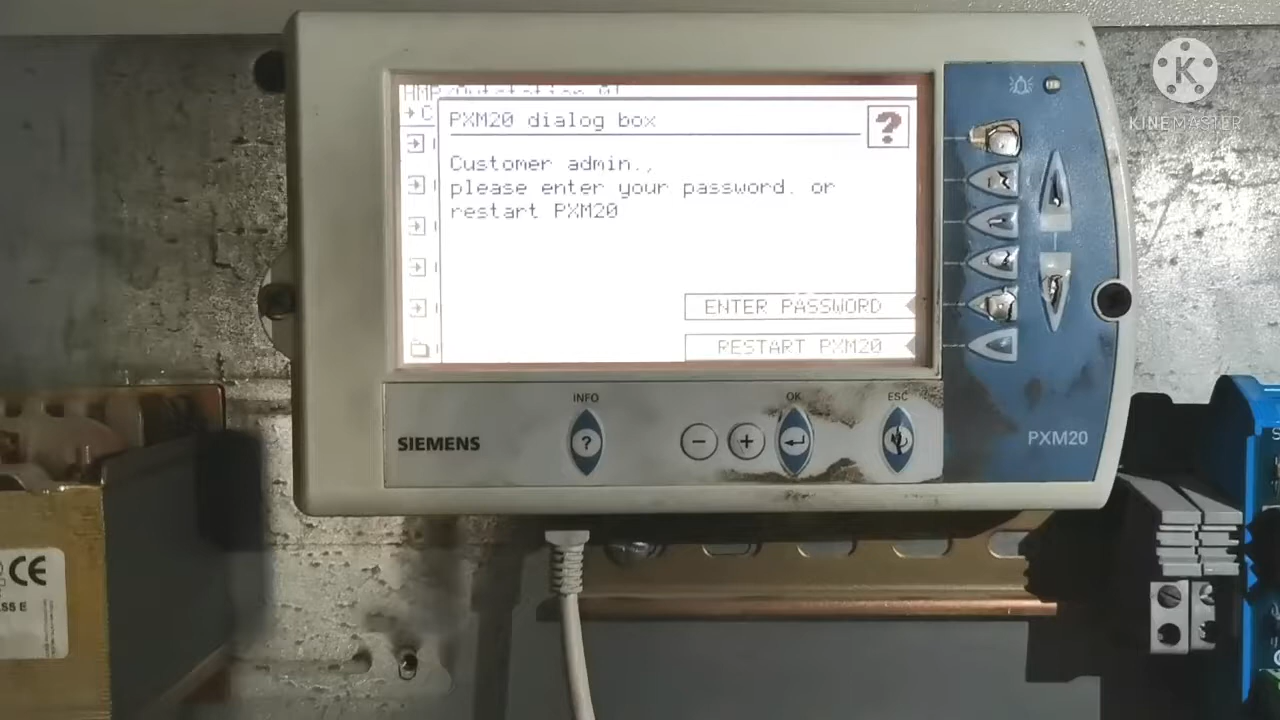 PXM20 dialog box
?
Customer admin.,
please enter your password. or
restart PXM20
ENTER PASSWORD
RESTART PXM20
INFO
OK
ESC
SIEMENS
?
PXM20
K
KINEMASTER
CE